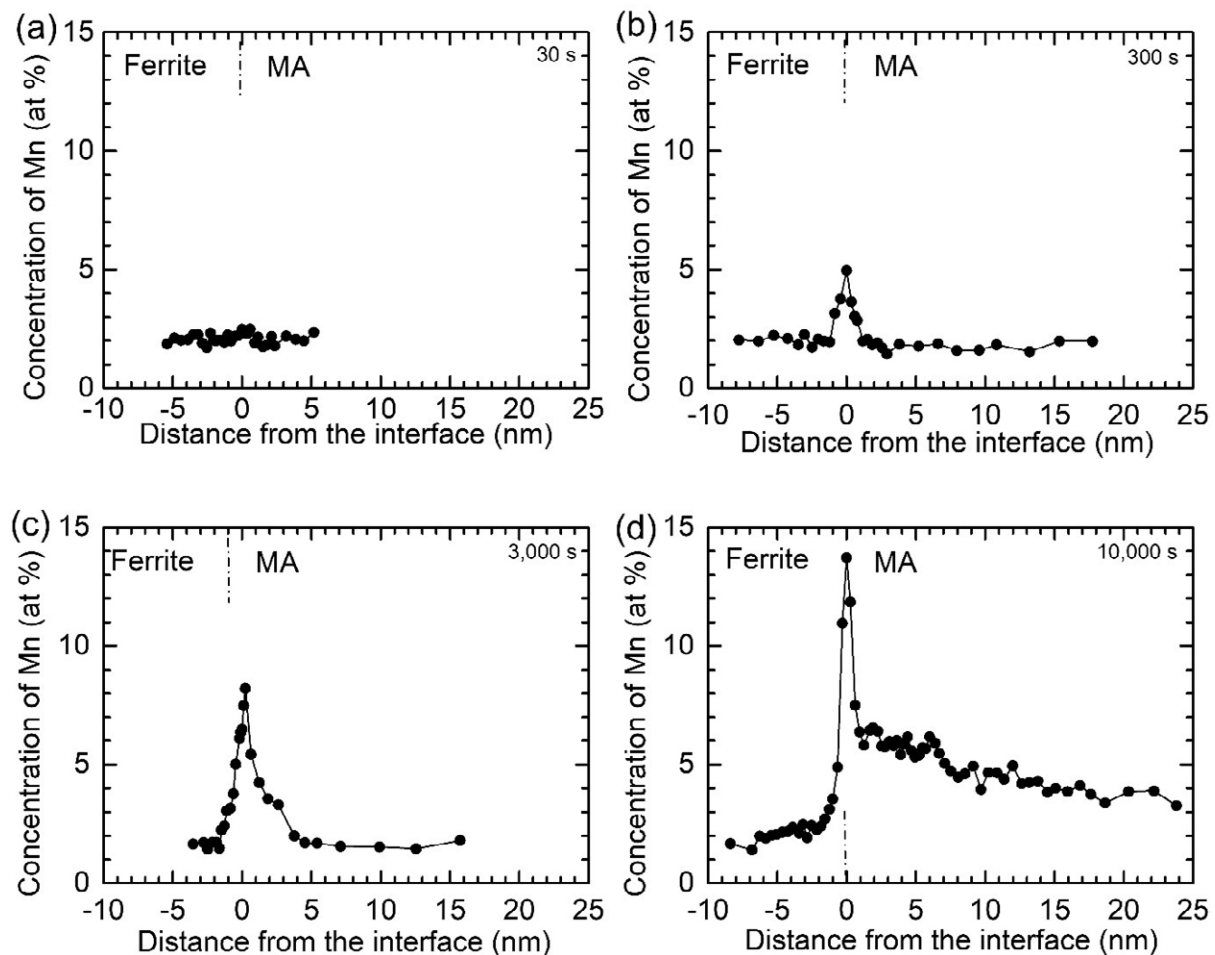 (a)
Concentration of Mn (at %)
15
10
5
0
Ferrite
MA
30 s
-10 -5 0 5 10 15 20 25
Distance from the interface (nm)
(b)
Concentration of Mn (at %)
15
10
5
0
Ferrite
MA
300 s
-10 -5 0 5 10 15 20 25
Distance from the interface (nm)
(c)
Concentration of Mn (at %)
15
10
5
0
Ferrite
MA
3,000 s
-10 -5 0 5 10 15 20 25
Distance from the interface (nm)
(d)
Concentration of Mn (at %)
15
10
5
0
Ferrite
MA
10,000 s
-10 -5 0 5 10 15 20 25
Distance from the interface (nm)